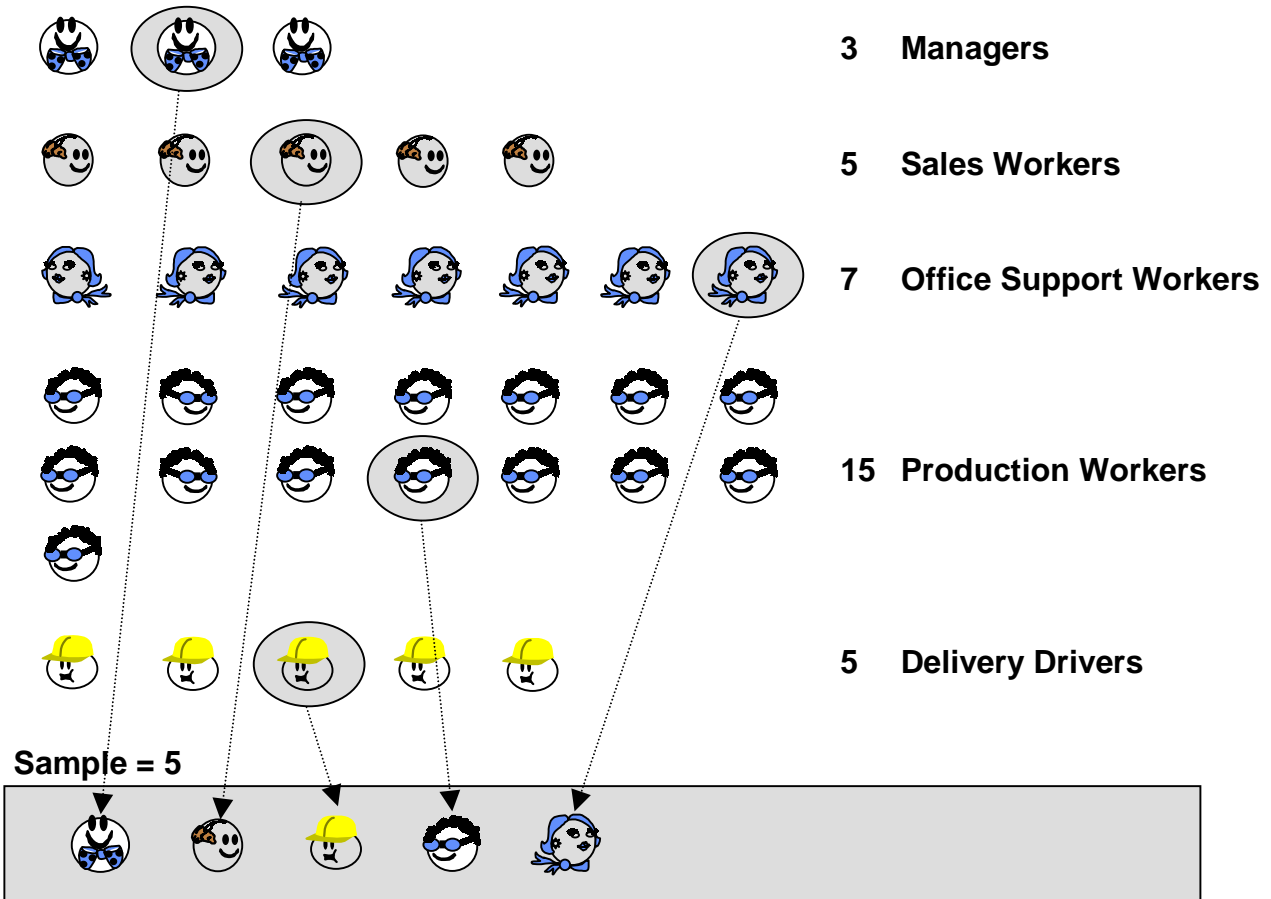 3 Managers
5 Sales Workers
7 Office Support Workers
15 Production Workers
5 Delivery Drivers
Sample = 5